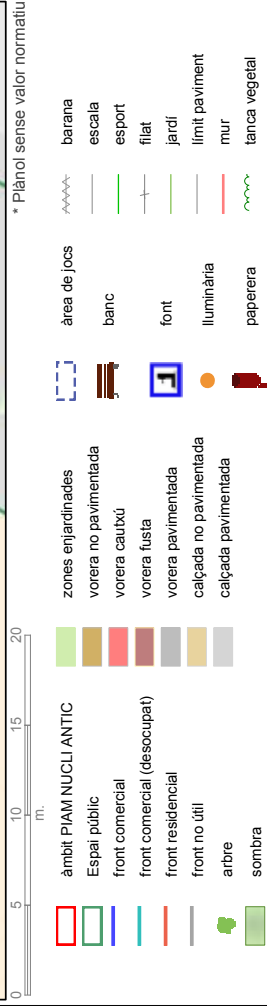 * Plànol sense valor normatiu
0 5 10 15 20
m.
àmbit PIAM NUCLI ANTIC
Espai públic
front comercial
front comercial (desocupat)
front residencial
front no útil
arbre
sombra
zones enjardinades
vorera no pavimentada
vorera cautxú
vorera fusta
vorera pavimentada
calçada no pavimentada
calçada pavimentada
àrea de jocs
banc
font
lluminària
paperera
barana
escala
esport
filat
jardí
límit paviment
mur
tanca vegetal